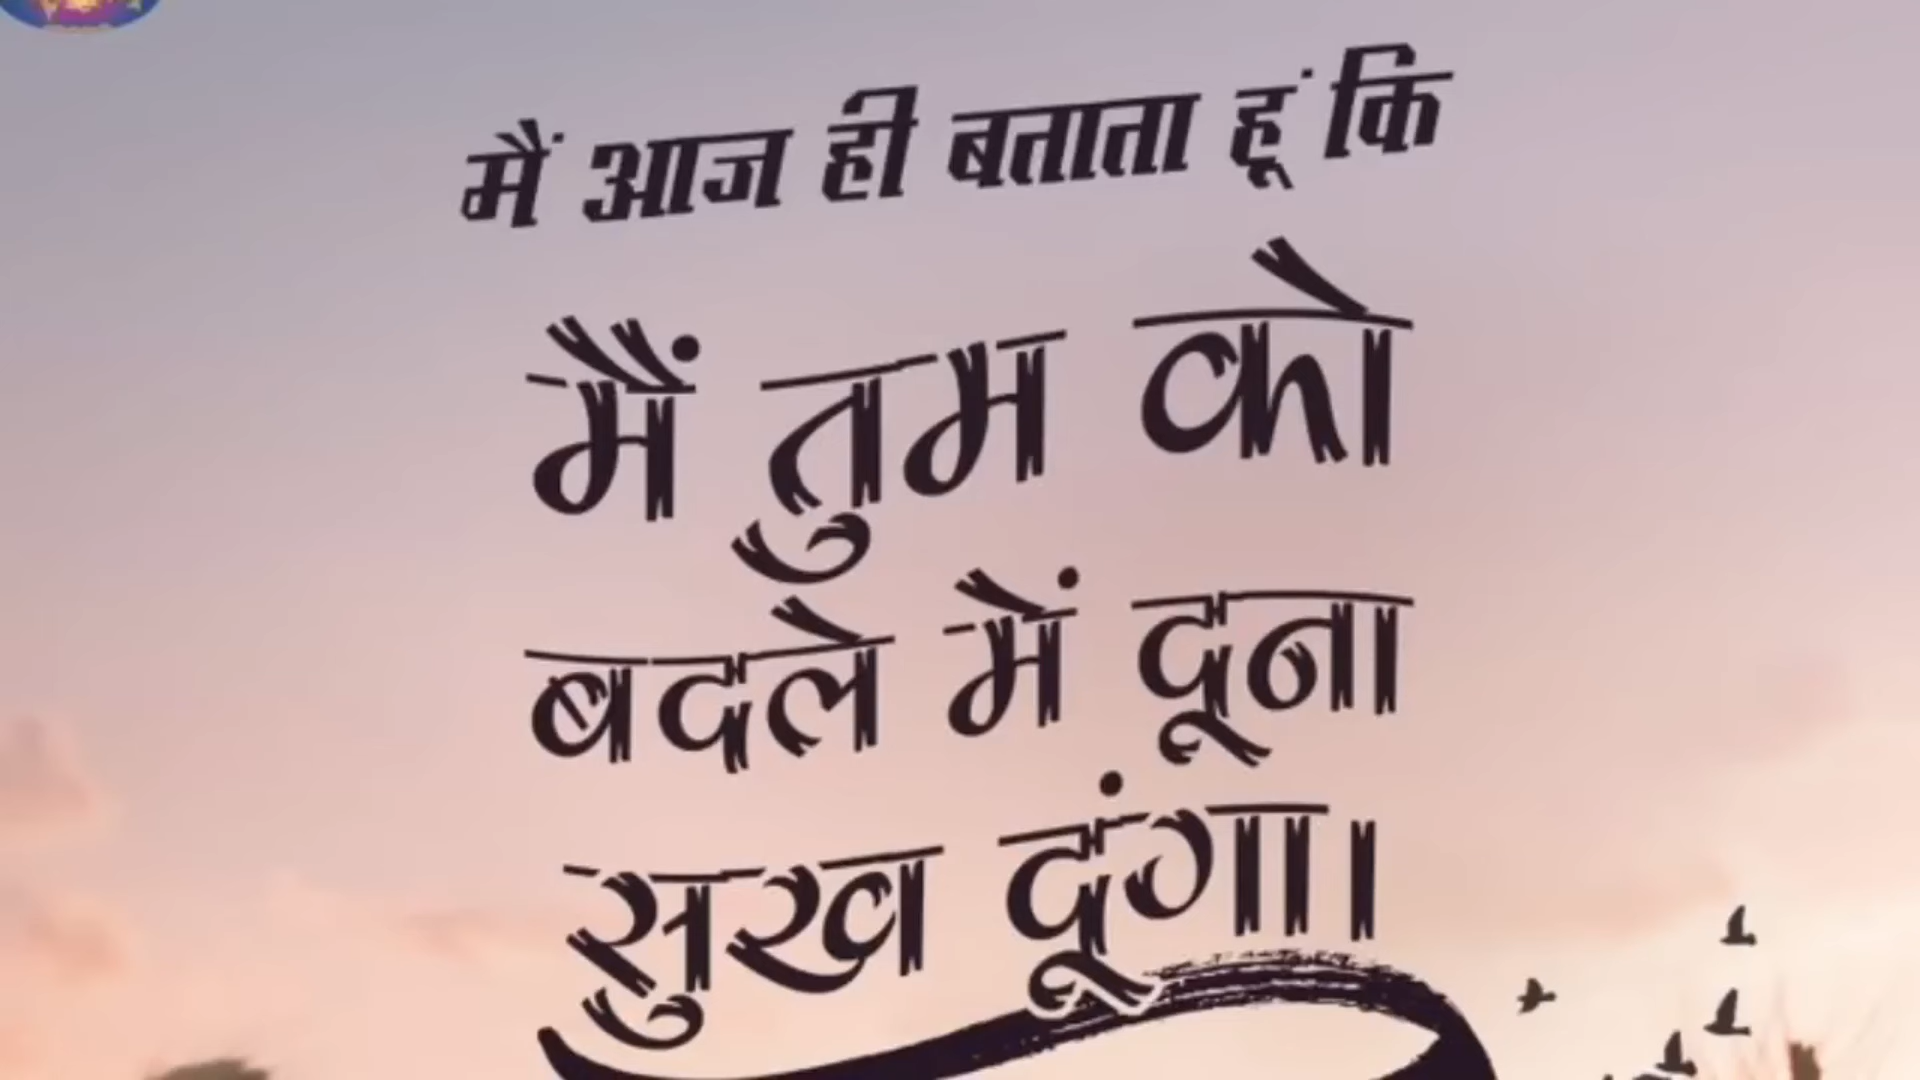 मैं आज ही बताता हूं कि
मैं तुम को
बदले में दूना
सुख दूंगा।